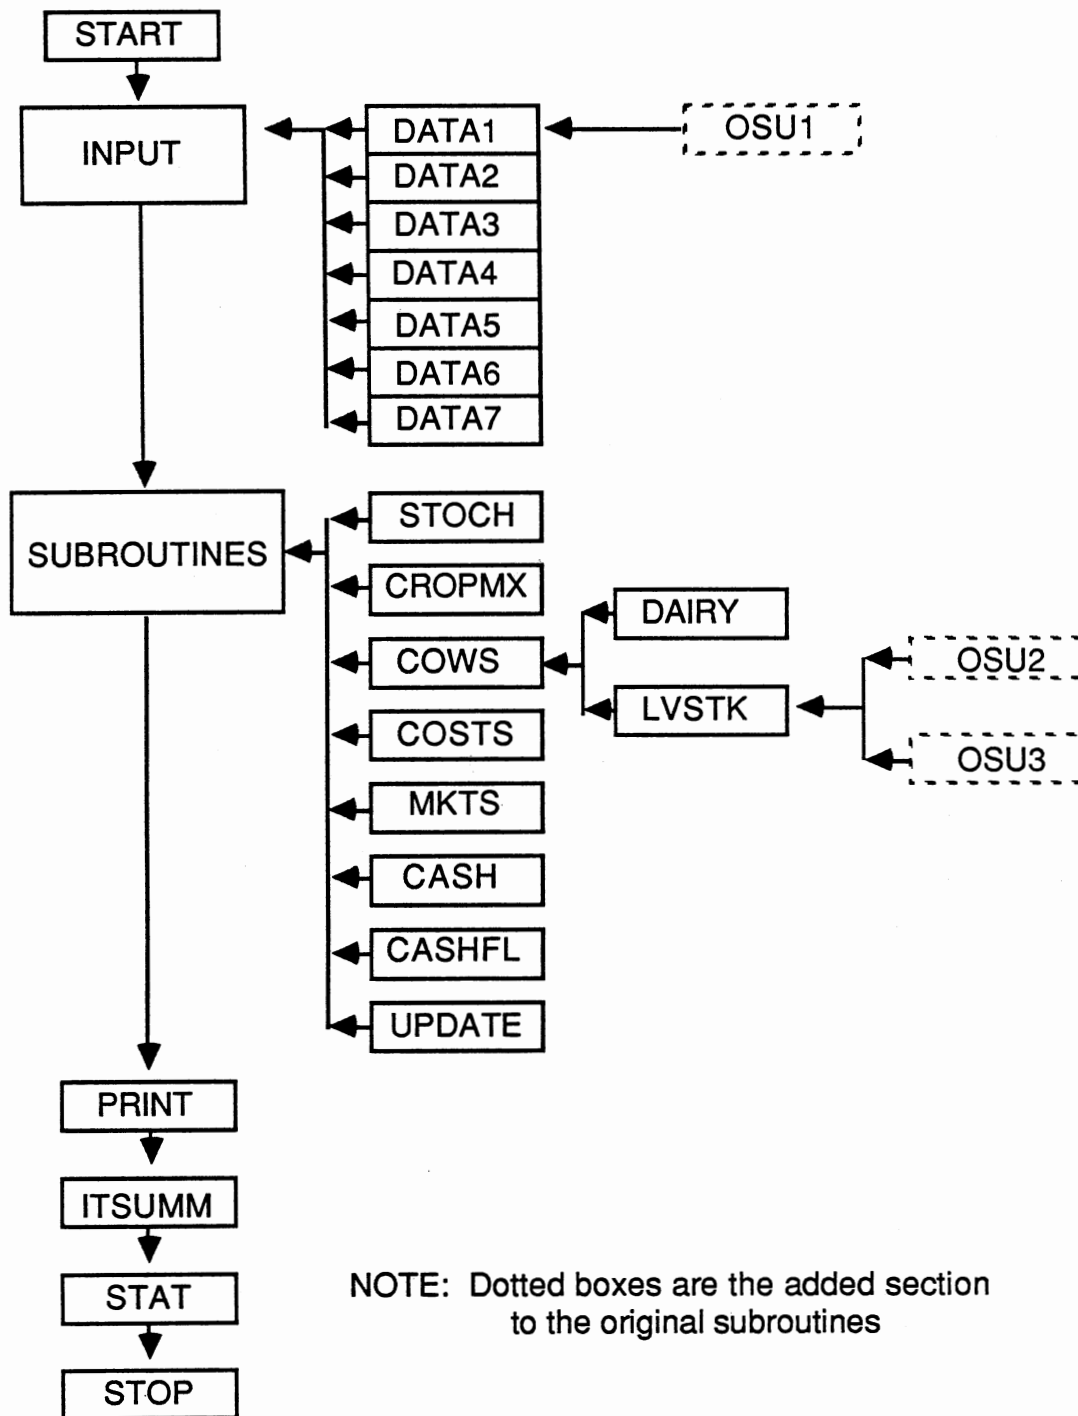 START
INPUT
DATA1
OSU1
DATA2
DATA3
DATA4
DATA5
DATA6
DATA7
SUBROUTINES
STOCH
CROPMX
COWS
DAIRY
LVSTK
OSU2
OSU3
COSTS
MKTS
CASH
CASHFL
UPDATE
PRINT
ITSUMM
STAT
STOP
NOTE: Dotted boxes are the added section
to the original subroutines